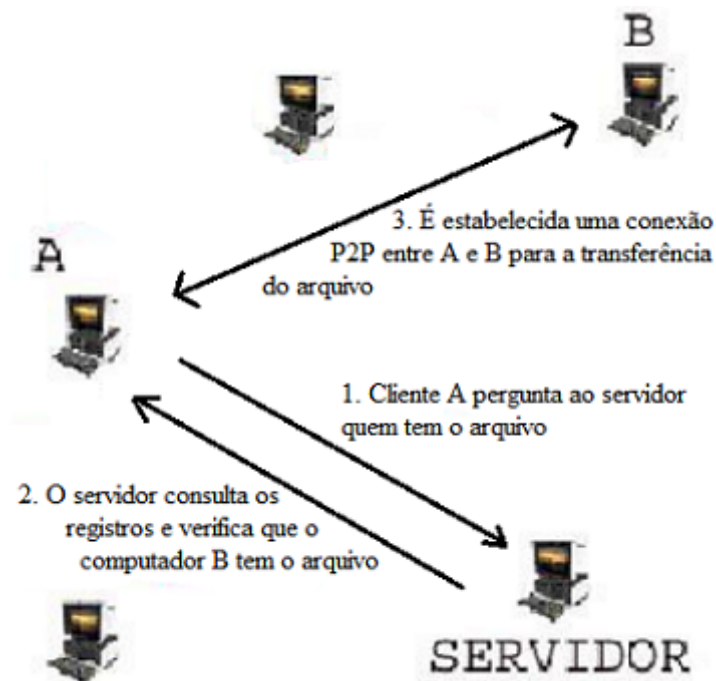 B
3. É estabelecida uma conexão
P2P entre A e B para a transferência
do arquivo
A
1. Cliente A pergunta ao servidor
quem tem o arquivo
2. O servidor consulta os
registros e verifica que o
computador B tem o arquivo
SERVIDOR